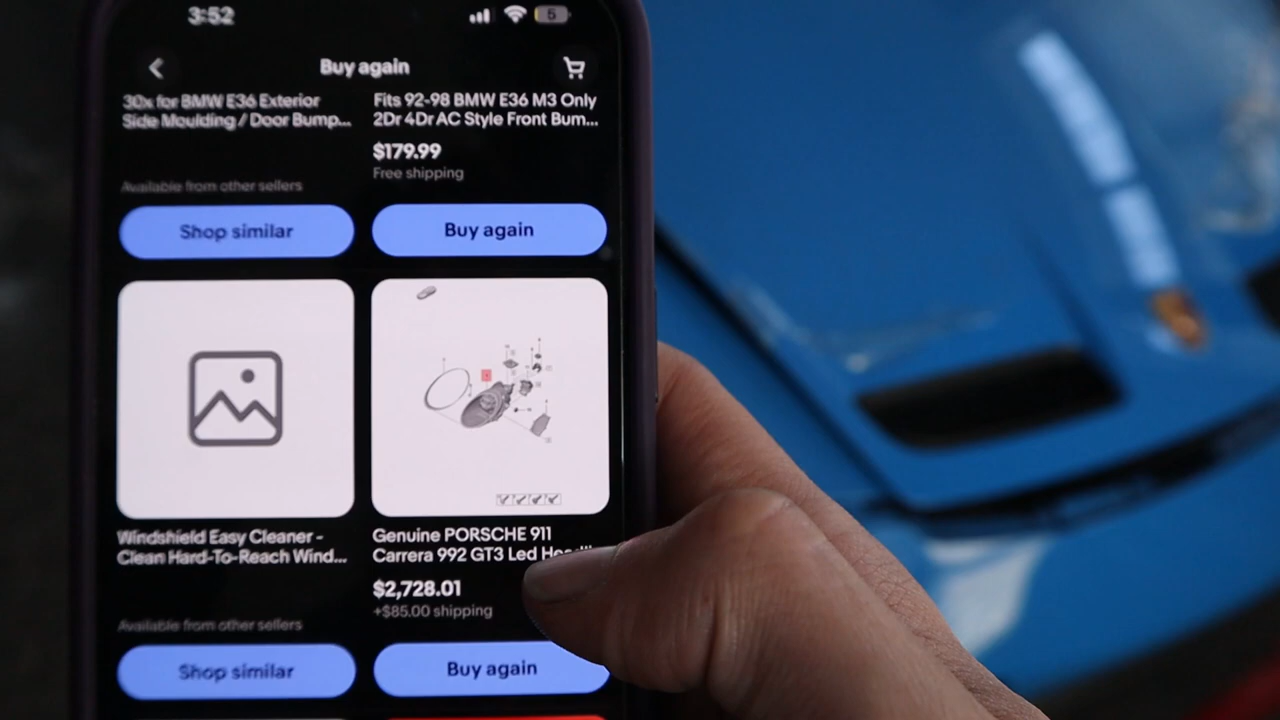 3:52
5
Buy again
30x for BMW E36 Exterior
Side Moulding / Door Bump...
Fits 92-98 BMW E36 M3 Only
2Dr 4Dr AC Style Front Bum...
$179.99
Free shipping
Available from other sellers
Shop similar
Buy again
Windshield Easy Cleaner -
Clean Hard-To-Reach Wind...
Genuine PORSCHE 911
Carrera 992 GT3 Led
$2,728.01
+$85.00 shipping
Available from other sellers
Shop similar
Buy again